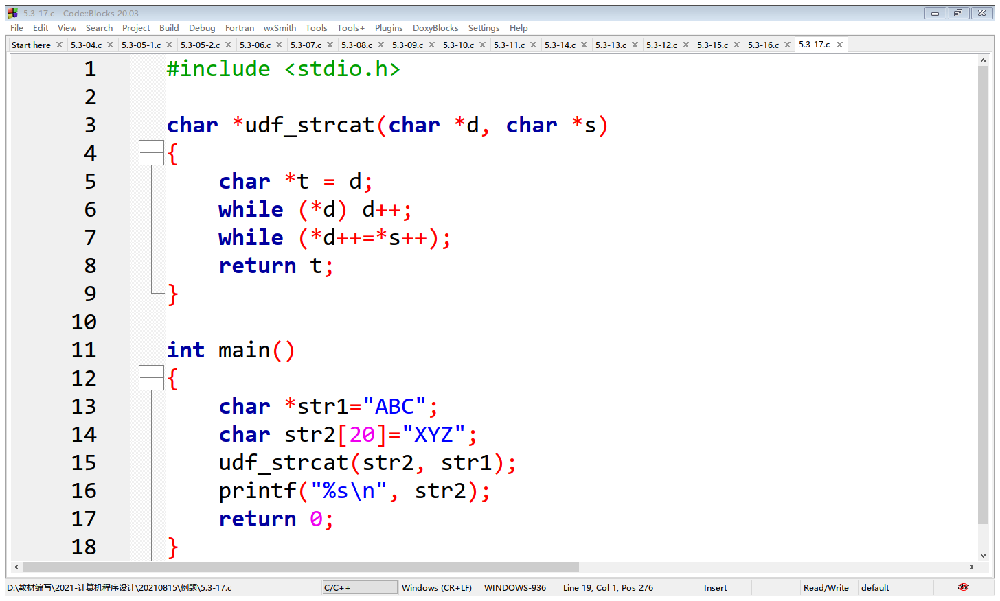 5.3-17.c - Code::Blocks 20.03
File Edit View Search Project Build Debug Fortran wxSmith Tools Tools+ Plugins DoxyBlocks Settings Help
Start here 5.3-04.c 5.3-05-1.c 5.3-05-2.c 5.3-06.c 5.3-07.c 5.3-08.c 5.3-09.c 5.3-10.c 5.3-11.c 5.3-14.c 5.3-13.c 5.3-12.c 5.3-15.c 5.3-16.c 5.3-17.c
1 #include <stdio.h>
2
3 char *udf_strcat(char *d, char *s)
4 {
5     char *t = d;
6     while (*d) d++;
7     while (*d++=*s++);
8     return t;
9 }
10
11 int main()
12 {
13     char *str1="ABC";
14     char str2[20]="XYZ";
15     udf_strcat(str2, str1);
16     printf("%s\n", str2);
17     return 0;
18 }
D:\教材编写\2021-计算机程序设计\20210815\例题\5.3-17.c C/C++ Windows (CR+LF) WINDOWS-936 Line 19, Col 1, Pos 276 Insert Read/Write default abc